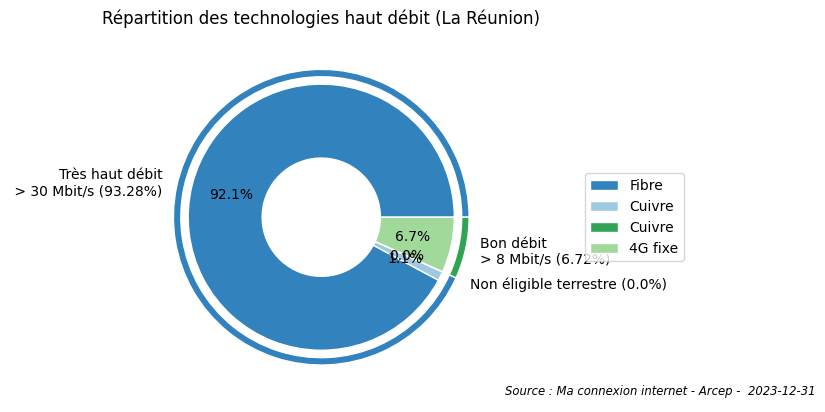 Répartition des technologies haut débit (La Réunion)
Très haut débit
> 30 Mbit/s (93.28%)
92.1%
6.7%
0.0%
1.1%
Bon débit
> 8 Mbit/s (6.72%)
Non éligible terrestre (0.0%)
Fibre
Cuivre
Cuivre
4G fixe
Source : Ma connexion internet - Arcep - 2023-12-31